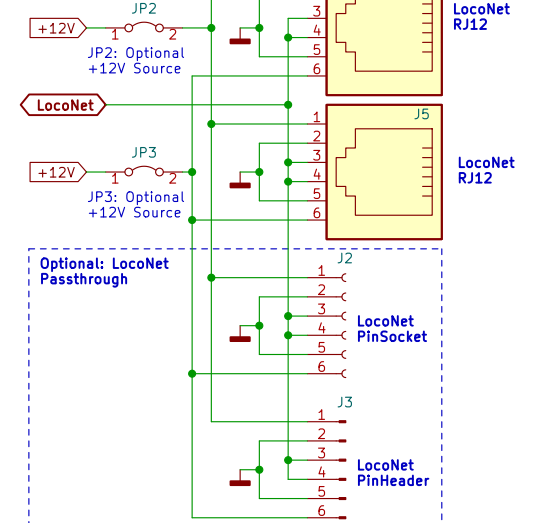 JP2
LocoNet
RJ12
+12V
1
2
3
4
5
6
JP2: Optional
+12V Source
LocoNet
J5
1
2
3
4
5
6
JP3
+12V
1
2
LocoNet
RJ12
JP3: Optional
+12V Source
Optional: LocoNet
Passthrough
J2
1
2
3
4
5
6
LocoNet
PinSocket
J3
1
2
3
4
5
6
LocoNet
PinHeader